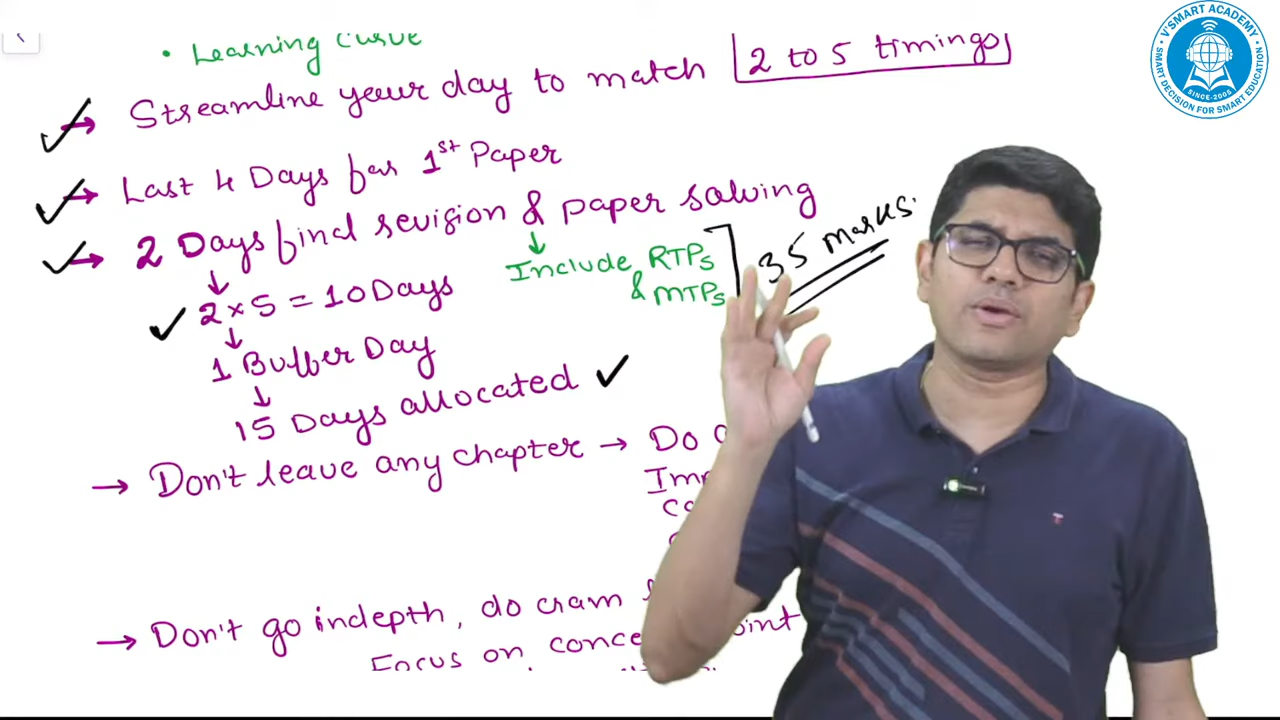 • Learning Curve
→ Streamline your day to match 2 to 5 timings
→ Last 4 Days for 1st Paper
→ 2 Days final revision & paper solving
↓ Include RTPs & MTPs 35 marks.
↓ 2 x 5 = 10 Days
↓ 1 Buffer Day
↓ 15 Days allocated
→ Don't leave any chapter → Do
→ Don't go indepth, do cram
Focus on
V'SMART ACADEMY
SINCE-2005
SMART DECISION FOR SMART EDUCATION